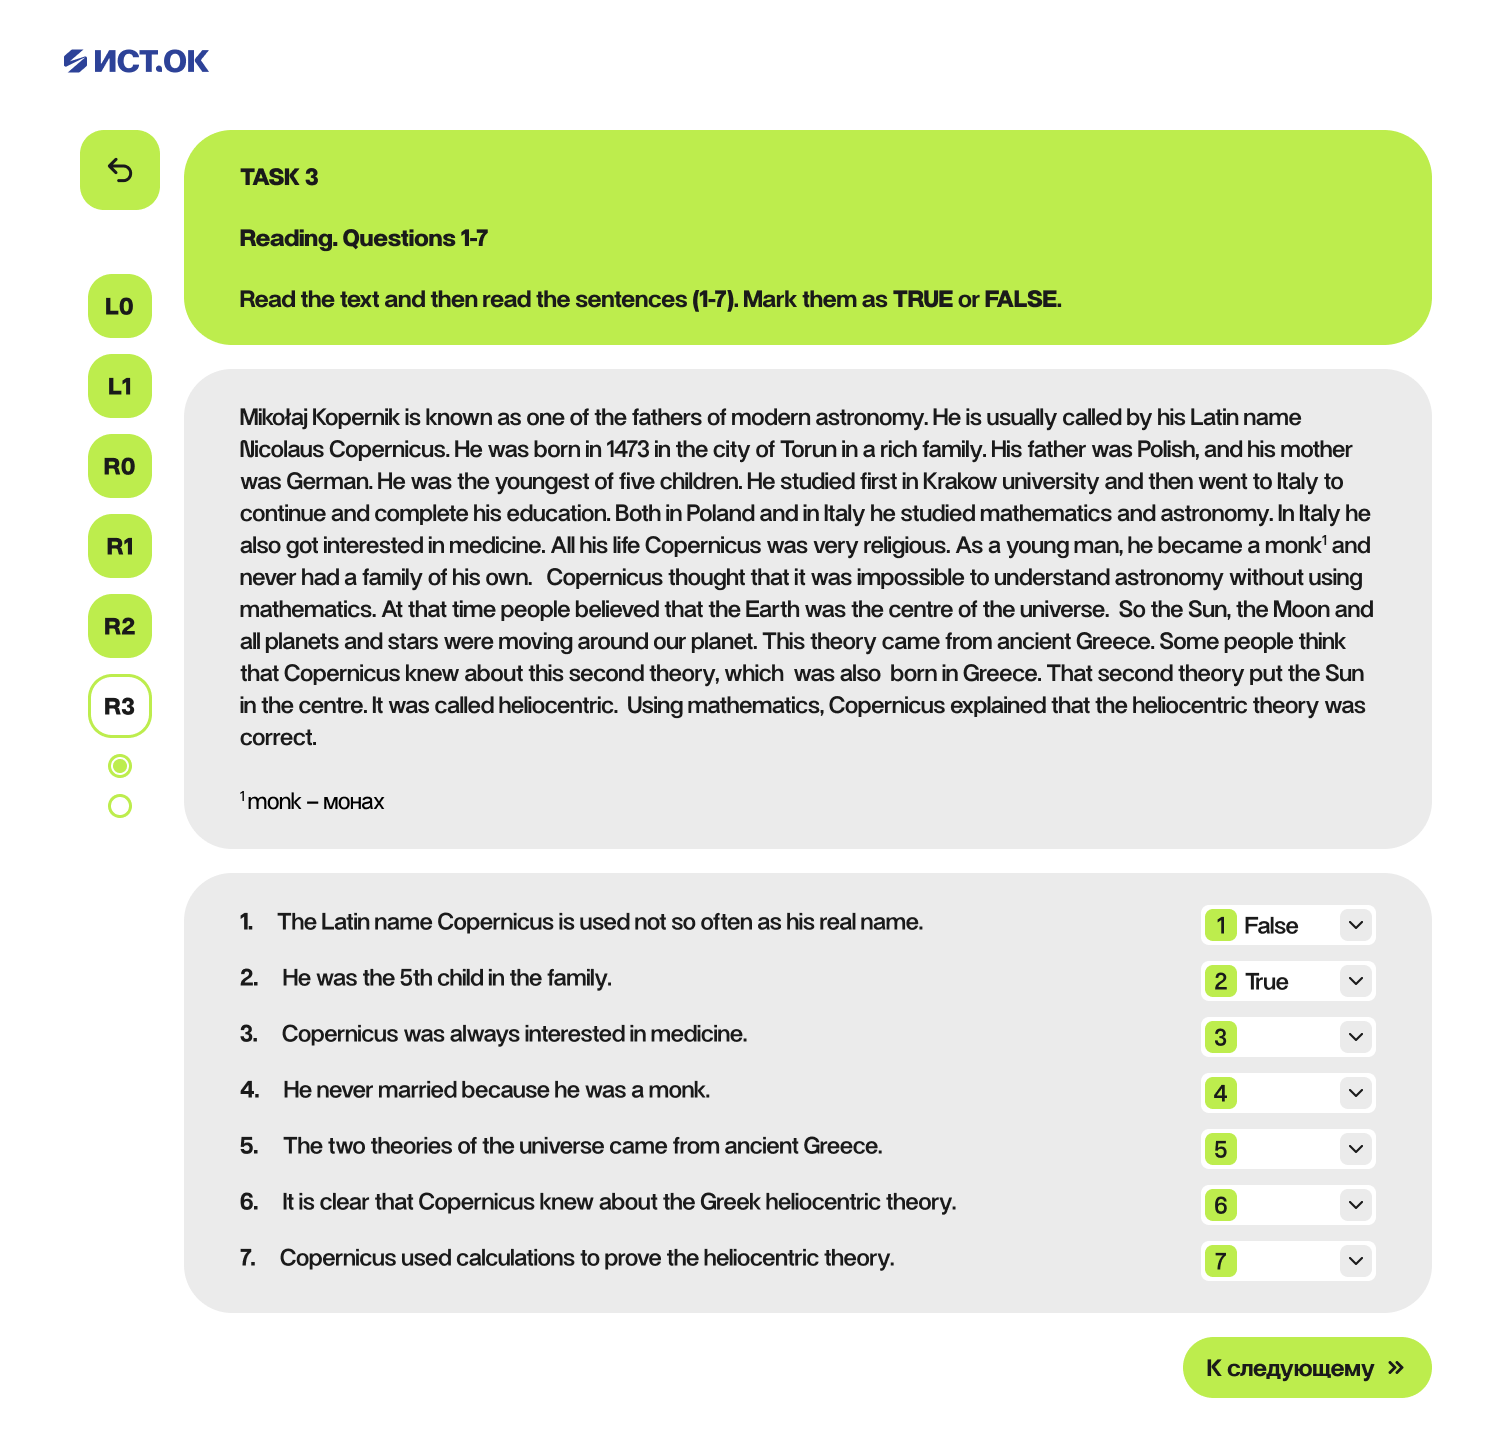 ИСТ.ОК
TASK 3
Reading. Questions 1-7
Read the text and then read the sentences (1-7). Mark them as TRUE or FALSE.
L0
L1
R0
R1
R2
R3
Mikołaj Kopernik is known as one of the fathers of modern astronomy. He is usually called by his Latin name
Nicolaus Copernicus. He was born in 1473 in the city of Torun in a rich family. His father was Polish, and his mother
was German. He was the youngest of five children. He studied first in Krakow university and then went to Italy to
continue and complete his education. Both in Poland and in Italy he studied mathematics and astronomy. In Italy he
also got interested in medicine. All his life Copernicus was very religious. As a young man, he became a monk¹ and
never had a family of his own. Copernicus thought that it was impossible to understand astronomy without using
mathematics. At that time people believed that the Earth was the centre of the universe. So the Sun, the Moon and
all planets and stars were moving around our planet. This theory came from ancient Greece. Some people think
that Copernicus knew about this second theory, which was also born in Greece. That second theory put the Sun
in the centre. It was called heliocentric. Using mathematics, Copernicus explained that the heliocentric theory was
correct.
¹ monk – монах
1. The Latin name Copernicus is used not so often as his real name. 1 False
2. He was the 5th child in the family. 2 True
3. Copernicus was always interested in medicine. 3
4. He never married because he was a monk. 4
5. The two theories of the universe came from ancient Greece. 5
6. It is clear that Copernicus knew about the Greek heliocentric theory. 6
7. Copernicus used calculations to prove the heliocentric theory. 7
К следующему »